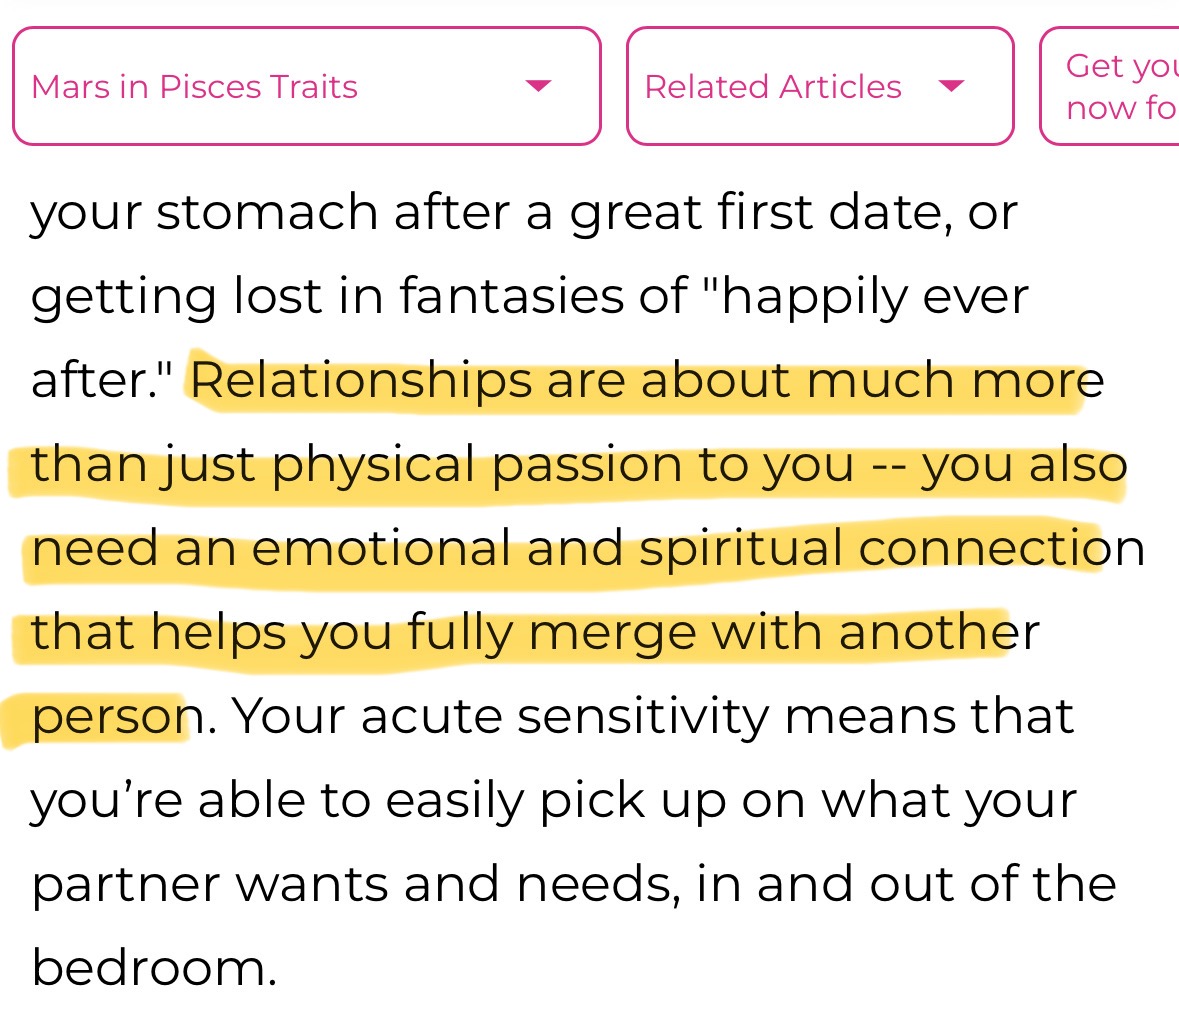 Mars in Pisces Traits
Related Articles
Get you
now fo
your stomach after a great first date, or
getting lost in fantasies of "happily ever
after." Relationships are about much more
than just physical passion to you -- you also
need an emotional and spiritual connection
that helps you fully merge with another
person. Your acute sensitivity means that
you’re able to easily pick up on what your
partner wants and needs, in and out of the
bedroom.